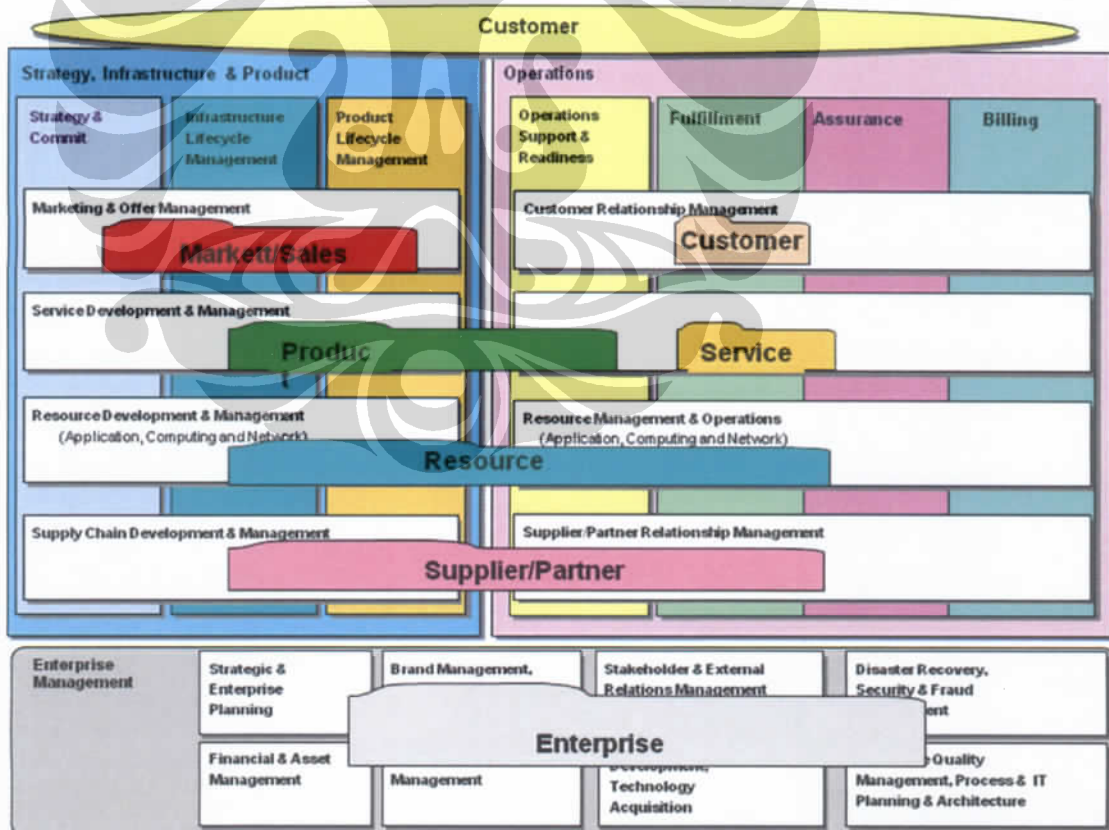 Customer
Strategy, Infrastructure & Product
Operations
Strategy &
Commit
Infrastructure
Lifecycle
Management
Product
Lifecycle
Management
Operations
Support &
Readiness
Fulfillment
Assurance
Billing
Marketing & Offer Management
Markett/Sales
Customer Relationship Management
Customer
Service Development & Management
Produc
t
Service
Resource Development & Management
(Application, Computing and Network)
Resource Management & Operations
(Application, Computing and Network)
Resource
Supply Chain Development & Management
Supplier/Partner Relationship Management
Supplier/Partner
Enterprise
Management
Strategic &
Enterprise
Planning
Brand Management,
Stakeholder & External
Relations Management
Disaster Recovery,
Security & Fraud
ent
Enterprise
Financial & Asset
Management
Management
Development,
Technology
Acquisition
Quality
Management, Process & IT
Planning & Architecture